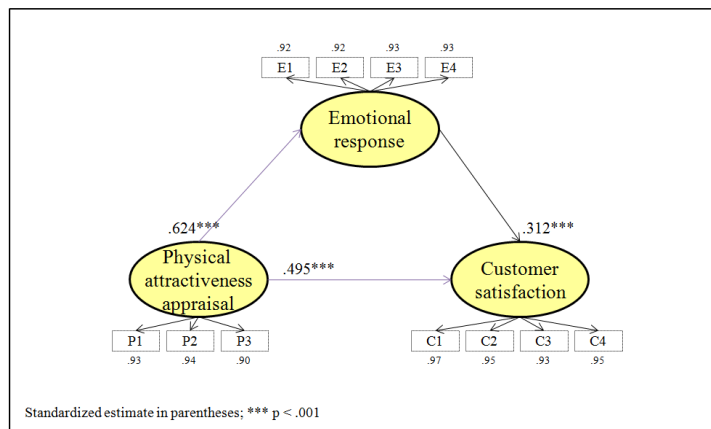 .92 .92 .93 .93
E1 E2 E3 E4
Emotional
response
.624***
.312***
Physical
attractiveness
appraisal
.495***
Customer
satisfaction
P1 P2 P3
.93 .94 .90
C1 C2 C3 C4
.97 .95 .93 .95
Standardized estimate in parentheses; *** p < .001